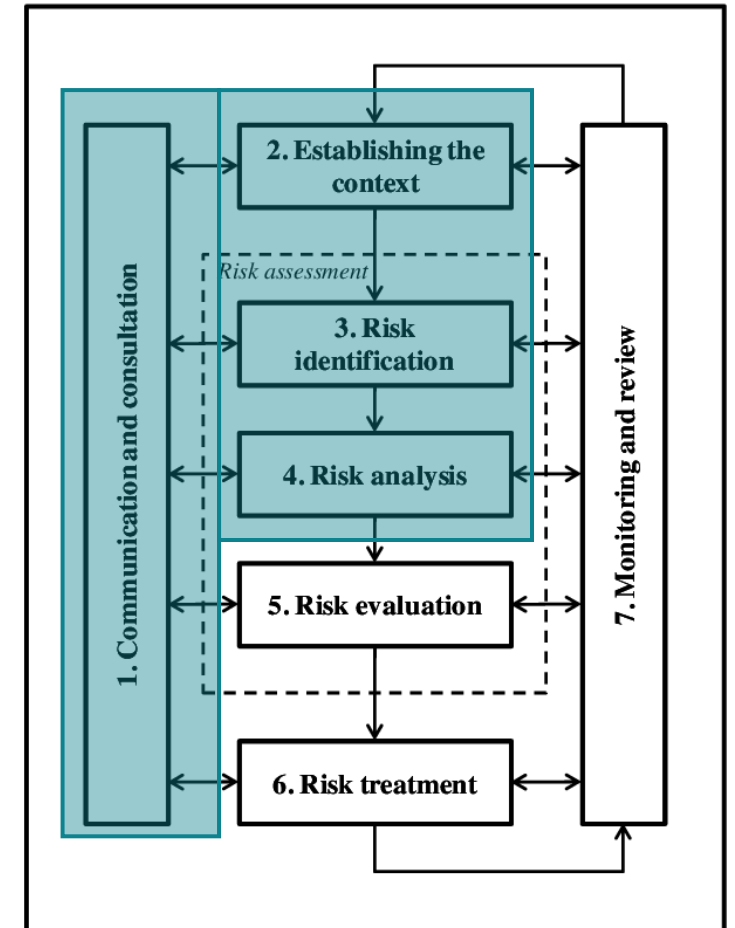 2. Establishing the
context
Risk assessment
3. Risk
identification
4. Risk analysis
5. Risk evaluation
6. Risk treatment
1. Communication and consultation
7. Monitoring and review